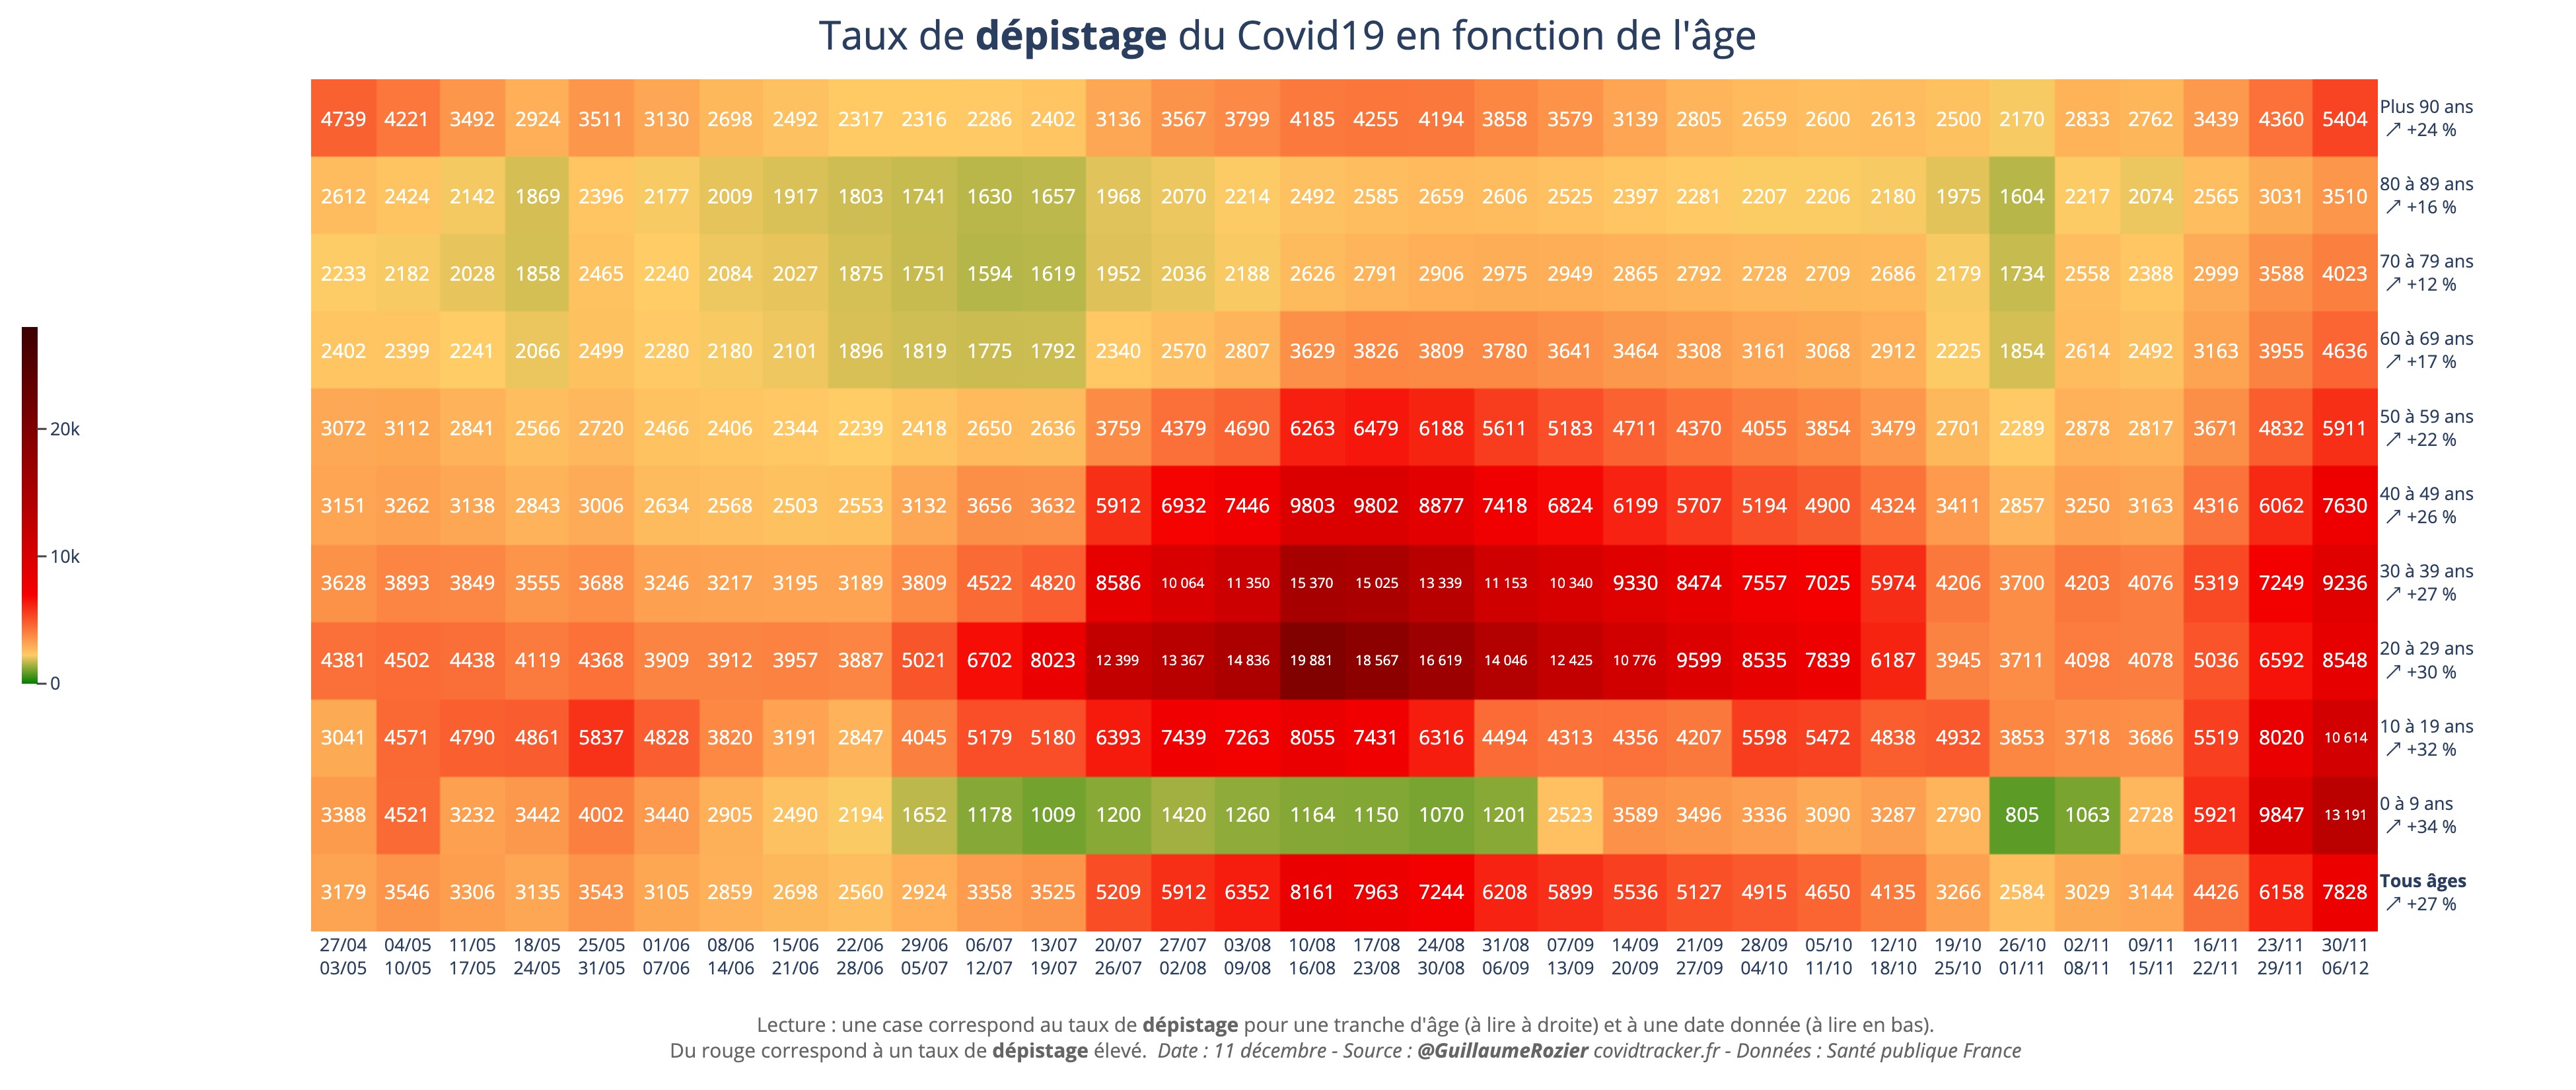 Taux de dépistage du Covid19 en fonction de l'âge
4739 4221 3492 2924 3511 3130 2698 2492 2317 2316 2286 2402 3136 3567 3799 4185 4255 4194 3858 3579 3139 2805 2659 2600 2613 2500 2170 2833 2762 3439 4360 5404 Plus 90 ans
↗ +24 %
2612 2424 2142 1869 2396 2177 2009 1917 1803 1741 1630 1657 1968 2070 2214 2492 2585 2659 2606 2525 2397 2281 2207 2206 2180 1975 1604 2217 2074 2565 3031 3510 80 à 89 ans
↗ +16 %
2233 2182 2028 1858 2465 2240 2084 2027 1875 1751 1594 1619 1952 2036 2188 2626 2791 2906 2975 2949 2865 2792 2728 2709 2686 2179 1734 2558 2388 2999 3588 4023 70 à 79 ans
↗ +12 %
2402 2399 2241 2066 2499 2280 2180 2101 1896 1819 1775 1792 2340 2570 2807 3629 3826 3809 3780 3641 3464 3308 3161 3068 2912 2225 1854 2614 2492 3163 3955 4636 60 à 69 ans
↗ +17 %
20k
3072 3112 2841 2566 2720 2466 2406 2344 2239 2418 2650 2636 3759 4379 4690 6263 6479 6188 5611 5183 4711 4370 4055 3854 3479 2701 2289 2878 2817 3671 4832 5911 50 à 59 ans
↗ +22 %
3151 3262 3138 2843 3006 2634 2568 2503 2553 3132 3656 3632 5912 6932 7446 9803 9802 8877 7418 6824 6199 5707 5194 4900 4324 3411 2857 3250 3163 4316 6062 7630 40 à 49 ans
↗ +26 %
10k
3628 3893 3849 3555 3688 3246 3217 3195 3189 3809 4522 4820 8586 10 064 11 350 15 370 15 025 13 339 11 153 10 340 9330 8474 7557 7025 5974 4206 3700 4203 4076 5319 7249 9236 30 à 39 ans
↗ +27 %
4381 4502 4438 4119 4368 3909 3912 3957 3887 5021 6702 8023 12 399 13 367 14 836 19 881 18 567 16 619 14 046 12 425 10 776 9599 8535 7839 6187 3945 3711 4098 4078 5036 6592 8548 20 à 29 ans
↗ +30 %
0
3041 4571 4790 4861 5837 4828 3820 3191 2847 4045 5179 5180 6393 7439 7263 8055 7431 6316 4494 4313 4356 4207 5598 5472 4838 4932 3853 3718 3686 5519 8020 10 614 10 à 19 ans
↗ +32 %
3388 4521 3232 3442 4002 3440 2905 2490 2194 1652 1178 1009 1200 1420 1260 1164 1150 1070 1201 2523 3589 3496 3336 3090 3287 2790 805 1063 2728 5921 9847 13 191 0 à 9 ans
↗ +34 %
3179 3546 3306 3135 3543 3105 2859 2698 2560 2924 3358 3525 5209 5912 6352 8161 7963 7244 6208 5899 5536 5127 4915 4650 4135 3266 2584 3029 3144 4426 6158 7828 Tous âges
↗ +27 %
27/04 04/05 11/05 18/05 25/05 01/06 08/06 15/06 22/06 29/06 06/07 13/07 20/07 27/07 03/08 10/08 17/08 24/08 31/08 07/09 14/09 21/09 28/09 05/10 12/10 19/10 26/10 02/11 09/11 16/11 23/11 30/11
03/05 10/05 17/05 24/05 31/05 07/06 14/06 21/06 28/06 05/07 12/07 19/07 26/07 02/08 09/08 16/08 23/08 30/08 06/09 13/09 20/09 27/09 04/10 11/10 18/10 25/10 01/11 08/11 15/11 22/11 29/11 06/12
Lecture : une case correspond au taux de dépistage pour une tranche d'âge (à lire à droite) et à une date donnée (à lire en bas).
Du rouge correspond à un taux de dépistage élevé. Date : 11 décembre - Source : @GuillaumeRozier covidtracker.fr - Données : Santé publique France